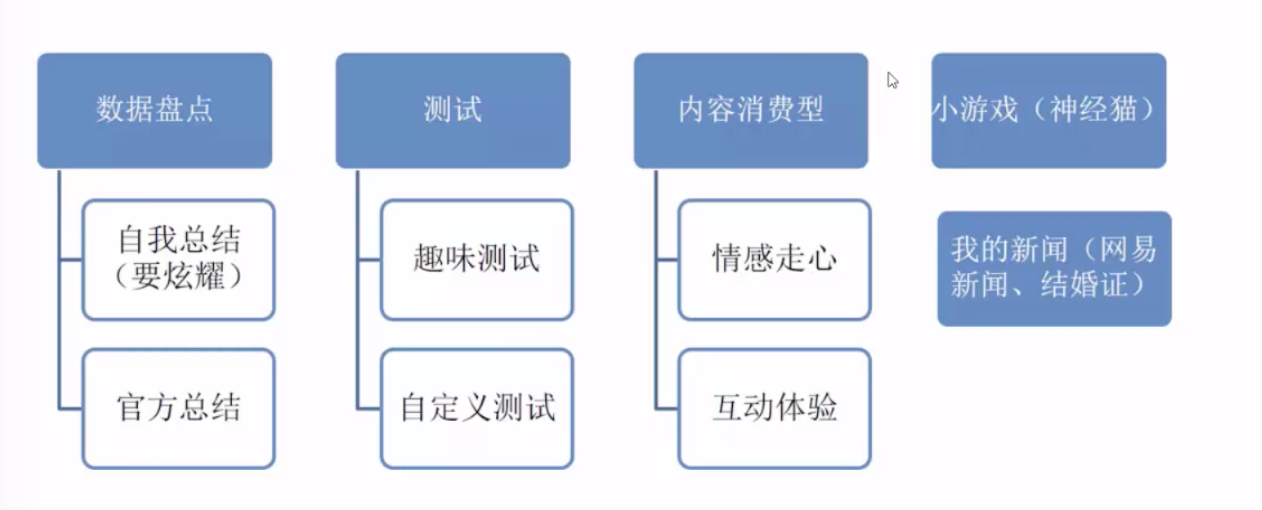 数据盘点
自我总结
（要炫耀）
官方总结
测试
趣味测试
自定义测试
内容消费型
情感走心
互动体验
小游戏（神经猫）
我的新闻（网易
新闻、结婚证）